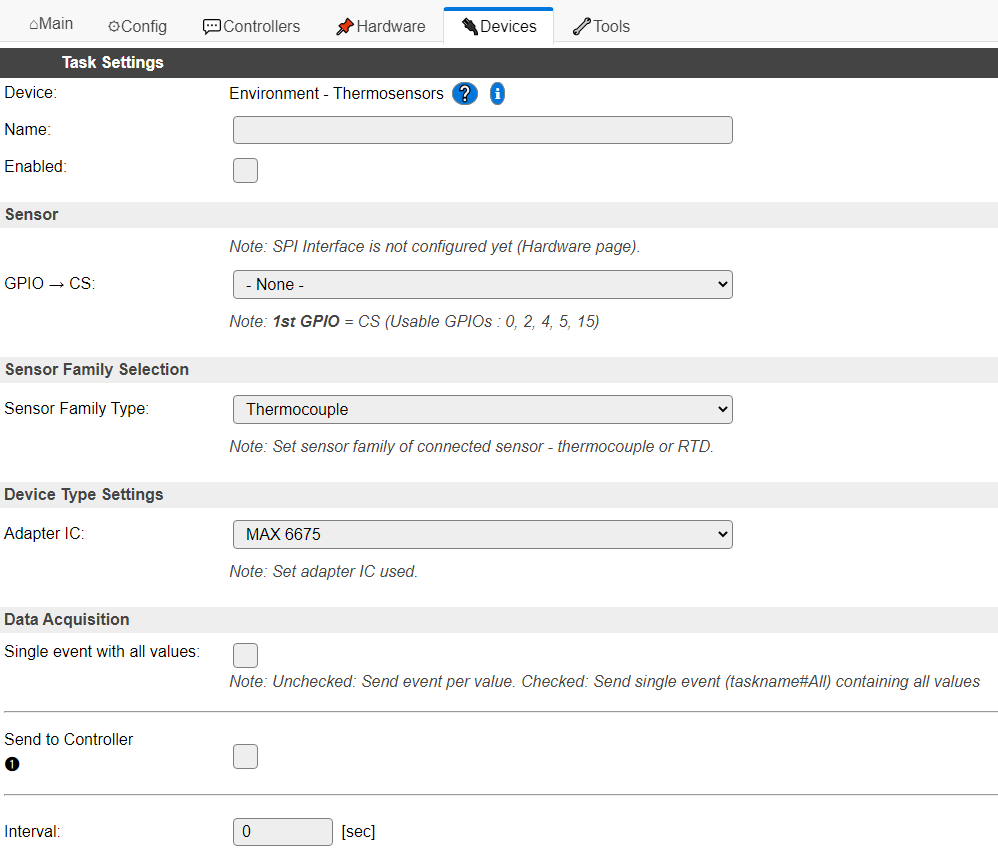 ⌂Main ⚙Config 💬Controllers 📌Hardware 🔌Devices 🔧Tools
Task Settings
Device: Environment - Thermosensors ? i
Name:
Enabled:
Sensor
Note: SPI Interface is not configured yet (Hardware page).
GPIO → CS: - None -
Note: 1st GPIO = CS (Usable GPIOs : 0, 2, 4, 5, 15)
Sensor Family Selection
Sensor Family Type: Thermocouple
Note: Set sensor family of connected sensor - thermocouple or RTD.
Device Type Settings
Adapter IC: MAX 6675
Note: Set adapter IC used.
Data Acquisition
Single event with all values:
Note: Unchecked: Send event per value. Checked: Send single event (taskname#All) containing all values
Send to Controller
❶
Interval: 0 [sec]